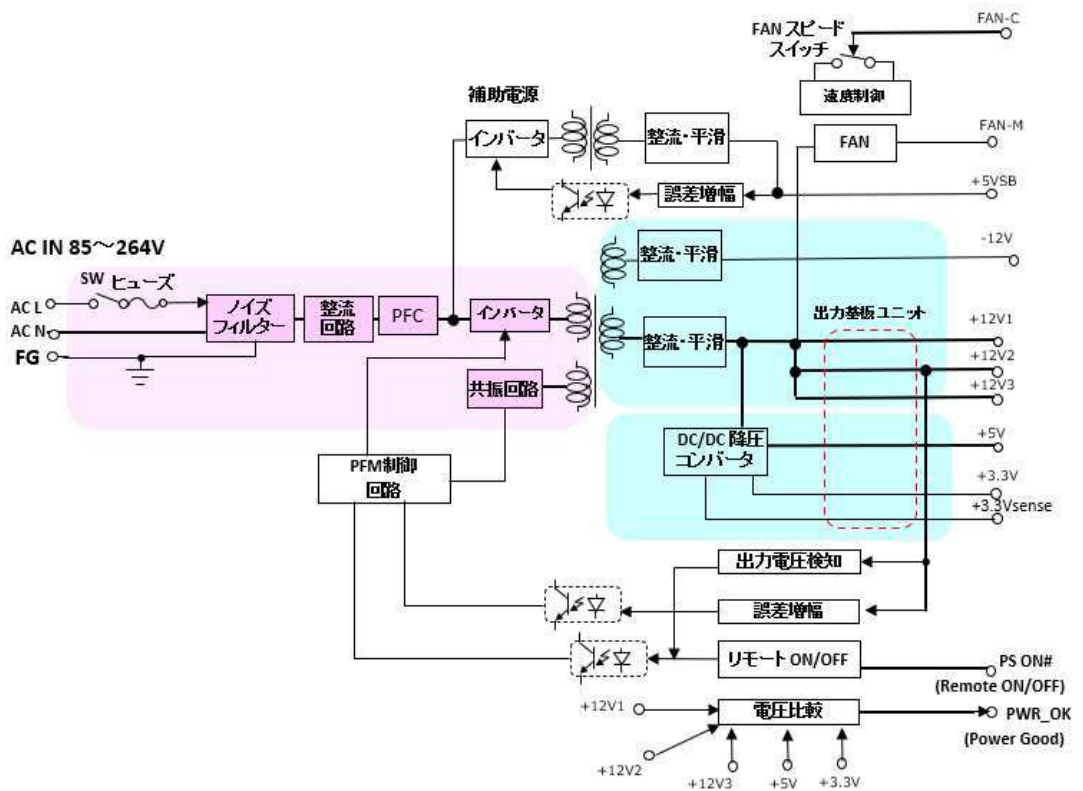 FAN-C
FAN スピード
スイッチ
速度制御
補助電源
インバータ
整流・平滑
FAN
FAN-M
誤差増幅
+5VSB
AC IN 85～264V
整流・平滑
-12V
SW
ヒューズ
AC L
ノイズ
フィルター
整流
回路
PFC
インバータ
整流・平滑
出力基板ユニット
+12V1
AC N
+12V2
FG
+12V3
共振回路
DC/DC 降圧
コンバータ
+5V
PFM制御
回路
+3.3V
+3.3Vsense
出力電圧検知
誤差増幅
リモート ON/OFF
PS ON#
(Remote ON/OFF)
+12V1
電圧比較
PWR_OK
(Power Good)
+12V2
+12V3
+5V
+3.3V